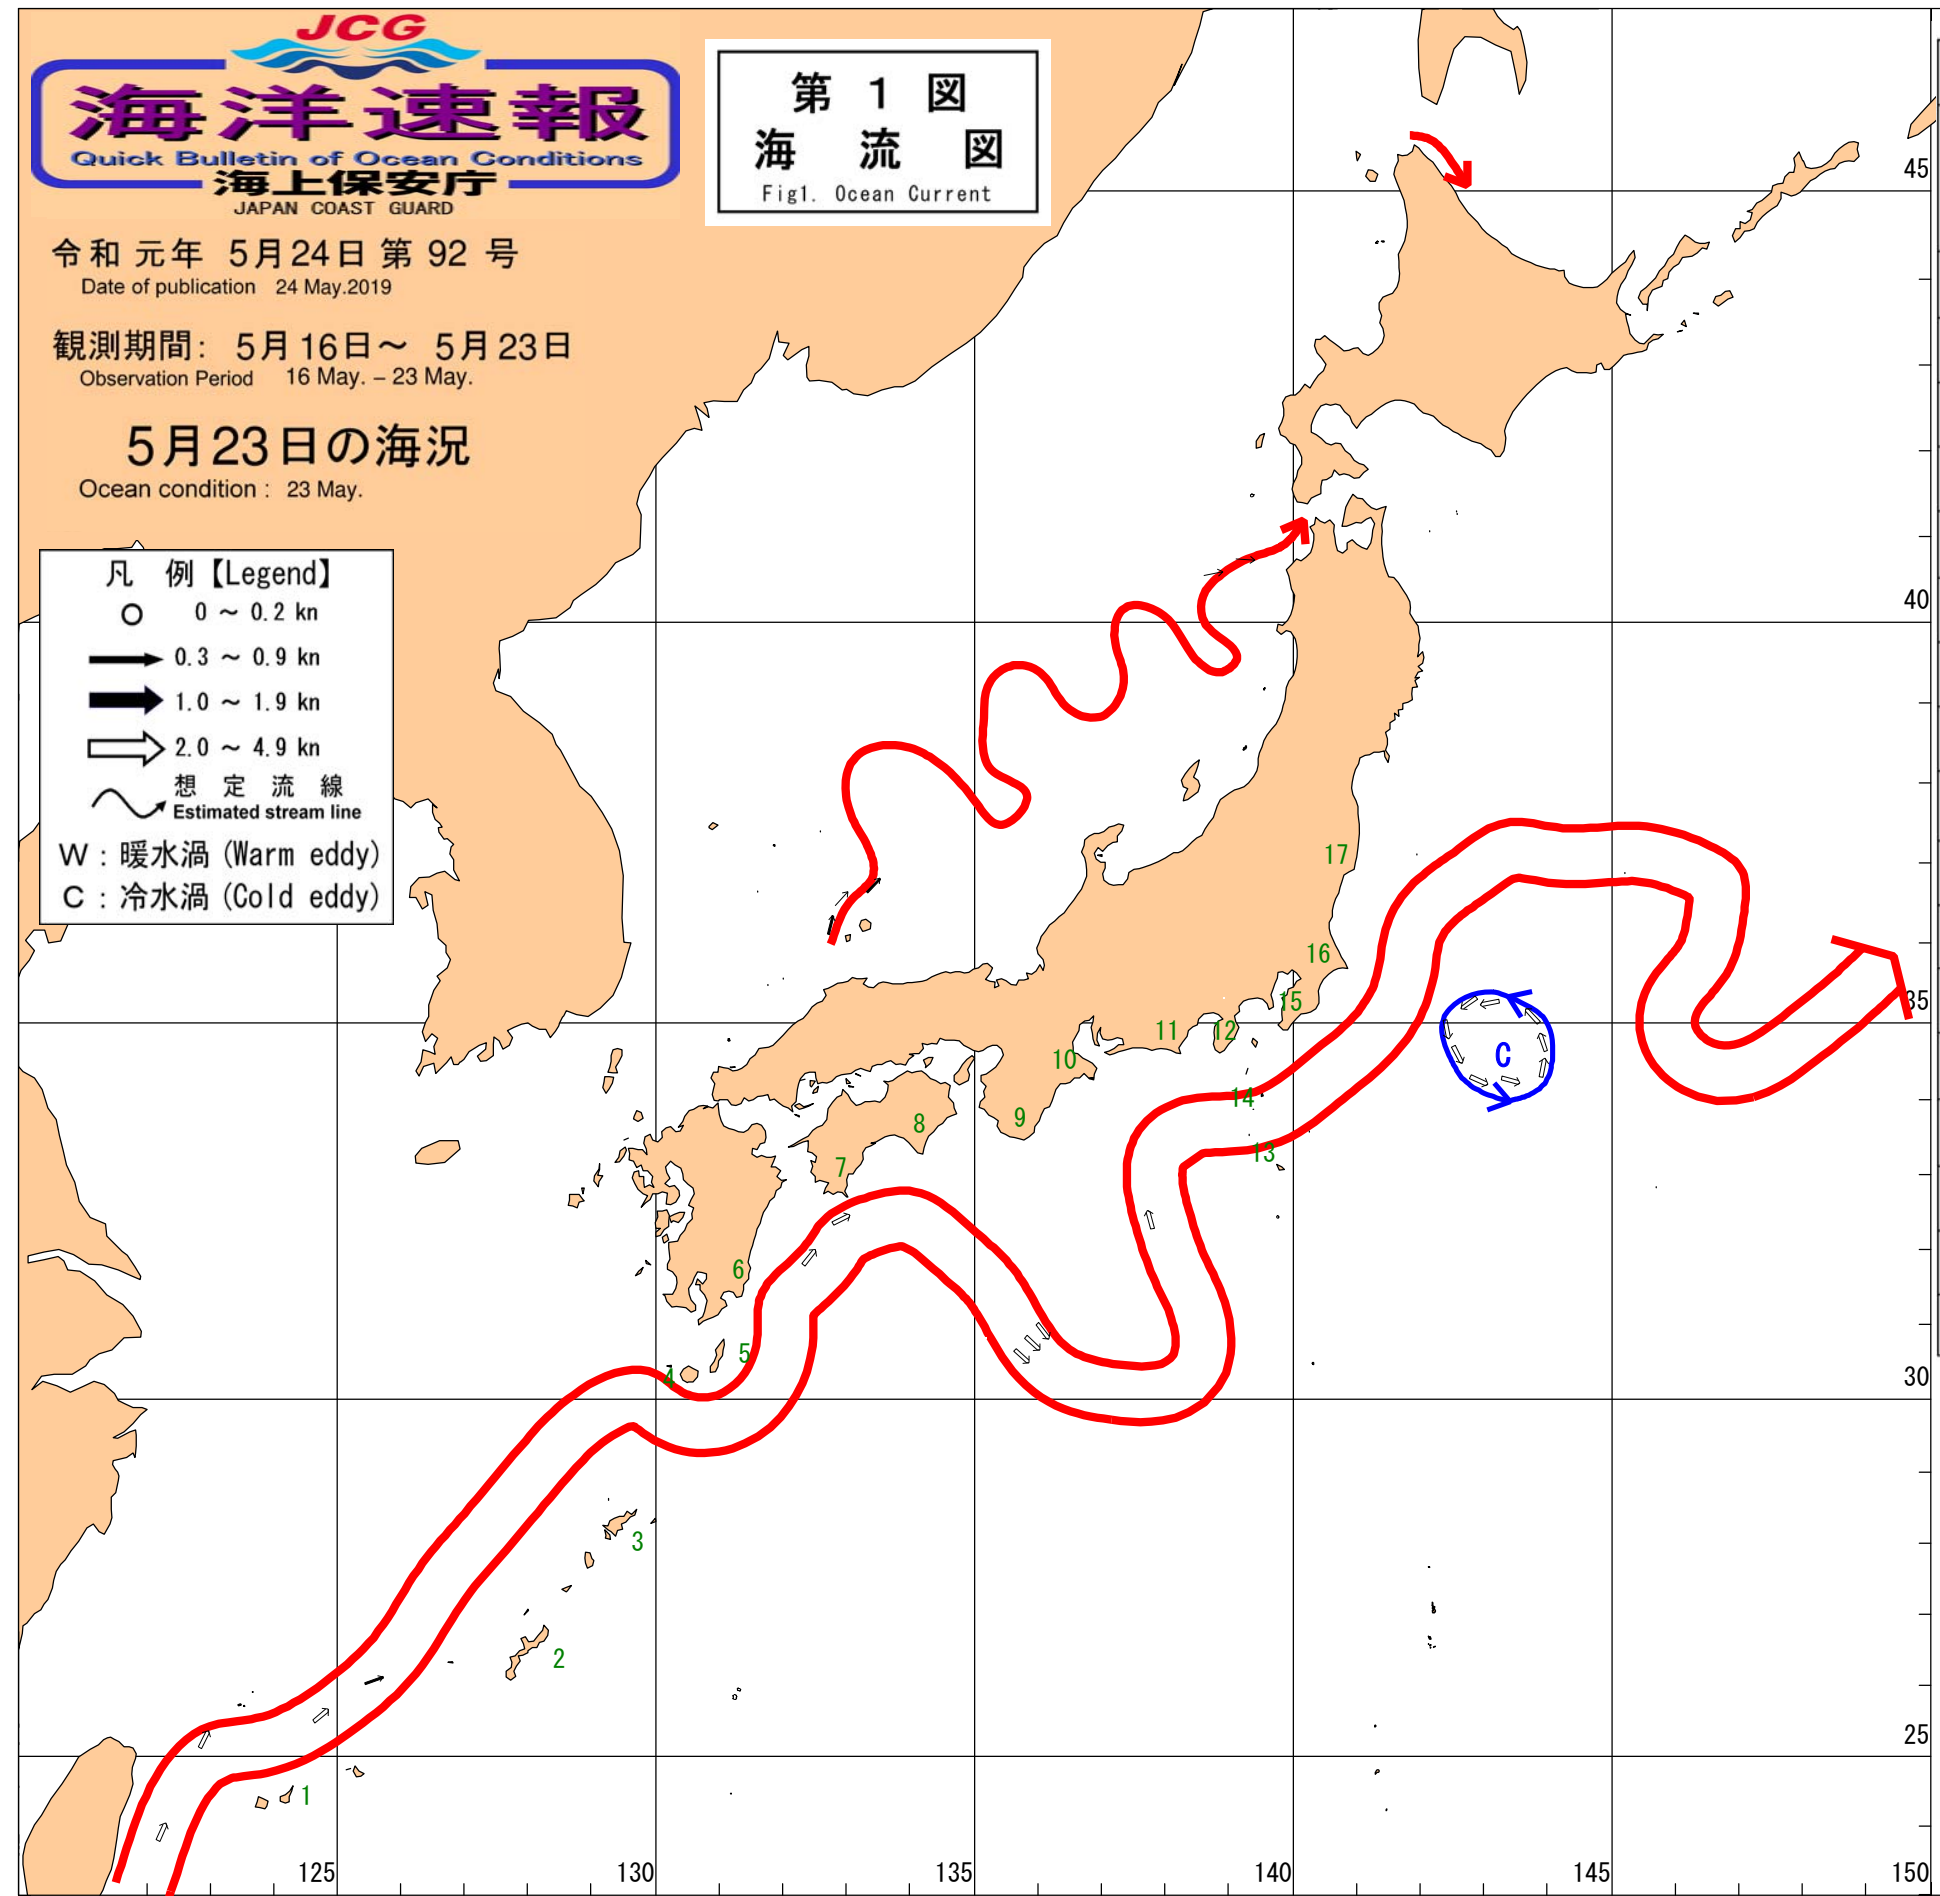 JCG
海洋速報
Quick Bulletin of Ocean Conditions
海上保安庁
JAPAN COAST GUARD
令和 元年 5月24日 第 92 号
Date of publication 24 May.2019
観測期間: 5月16日～ 5月23日
Observation Period 16 May. – 23 May.
5月23日の海況
Ocean condition : 23 May.
第 1 図
海 流 図
Fig1. Ocean Current
凡 例【Legend】
0 ～ 0.2 kn
0.3 ～ 0.9 kn
1.0 ～ 1.9 kn
2.0 ～ 4.9 kn
想 定 流 線
Estimated stream line
W : 暖水渦 (Warm eddy)
C : 冷水渦 (Cold eddy)
45
40
17
16
35
15
12
11
10
C
14
9
8
13
7
6
5
4
30
3
2
25
1
125
130
135
140
145
150